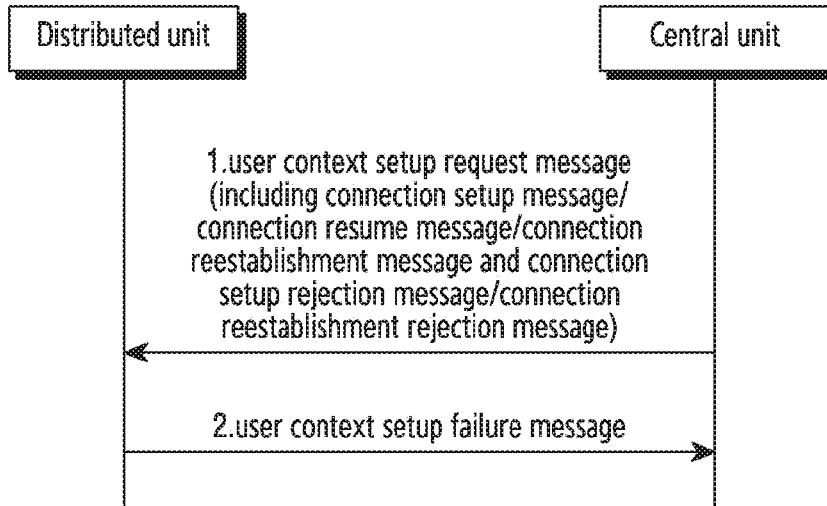 Distributed unit
Central unit
1.user context setup request message
(including connection setup message/
connection resume message/connection
reestablishment message and connection
setup rejection message/connection
reestablishment rejection message)
2.user context setup failure message